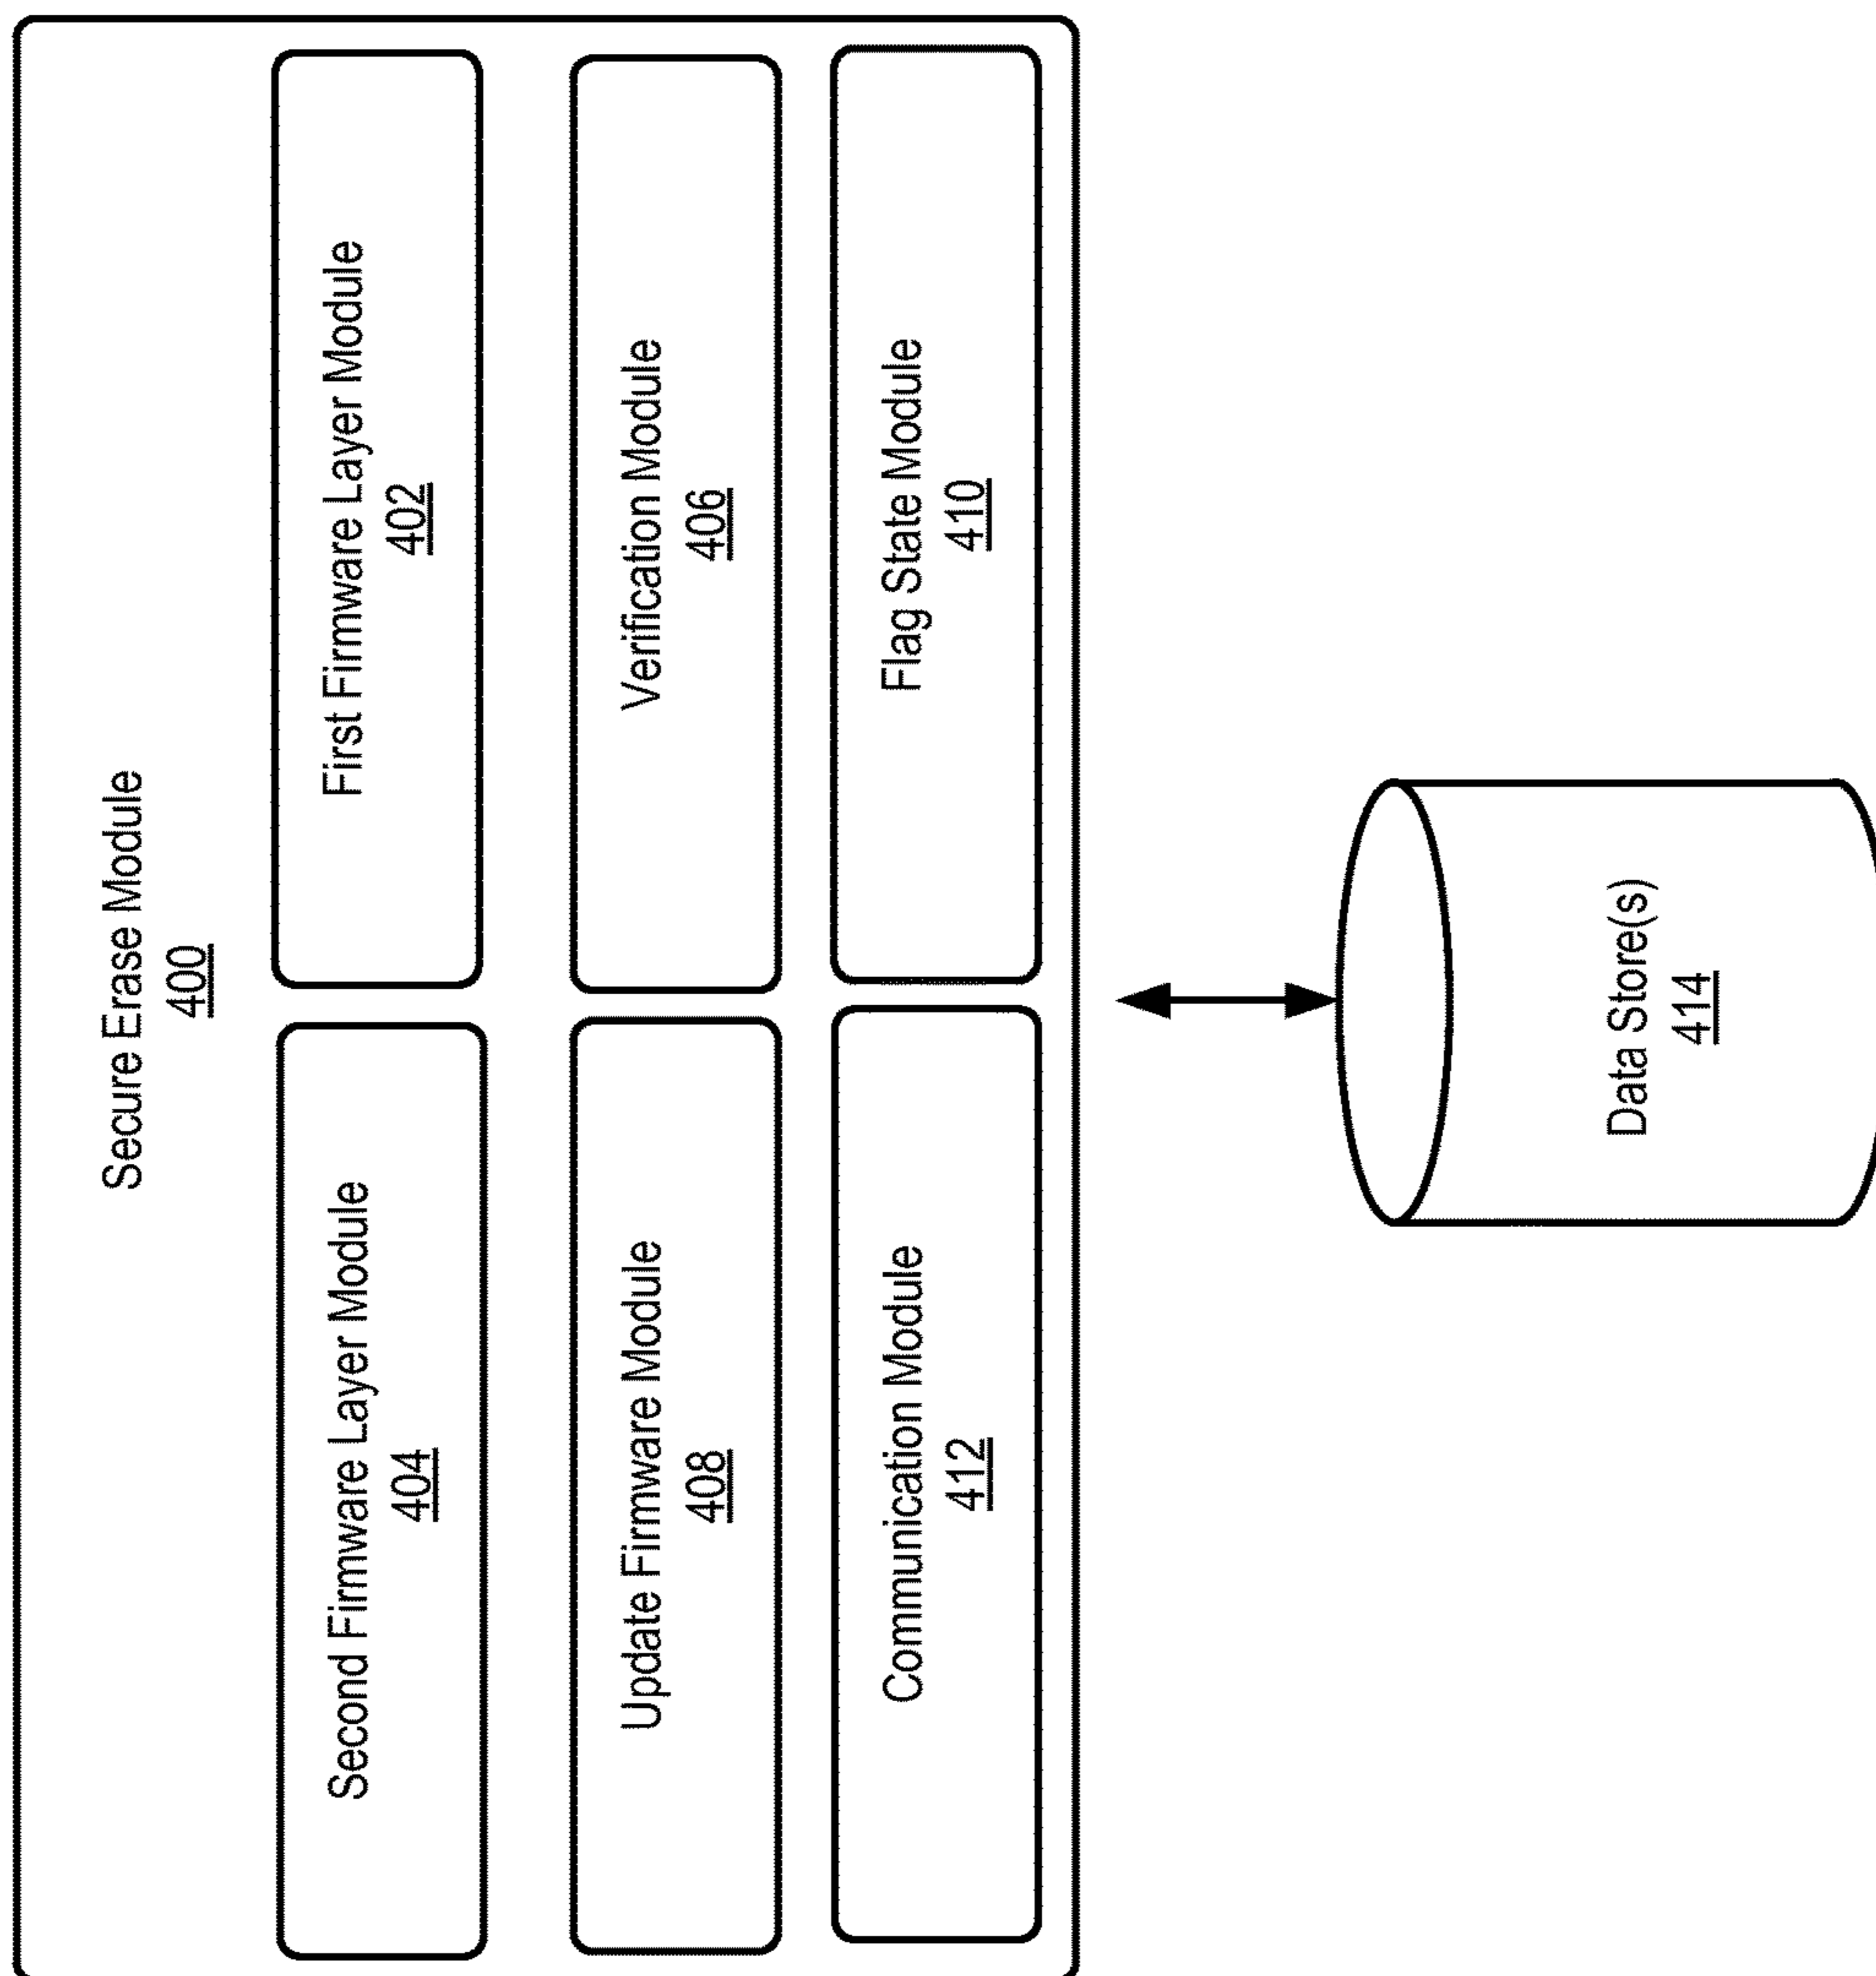 Secure Erase Module
400
Second Firmware Layer Module
404
First Firmware Layer Module
402
Update Firmware Module
408
Verification Module
406
Communication Module
412
Flag State Module
410
Data Store(s)
414